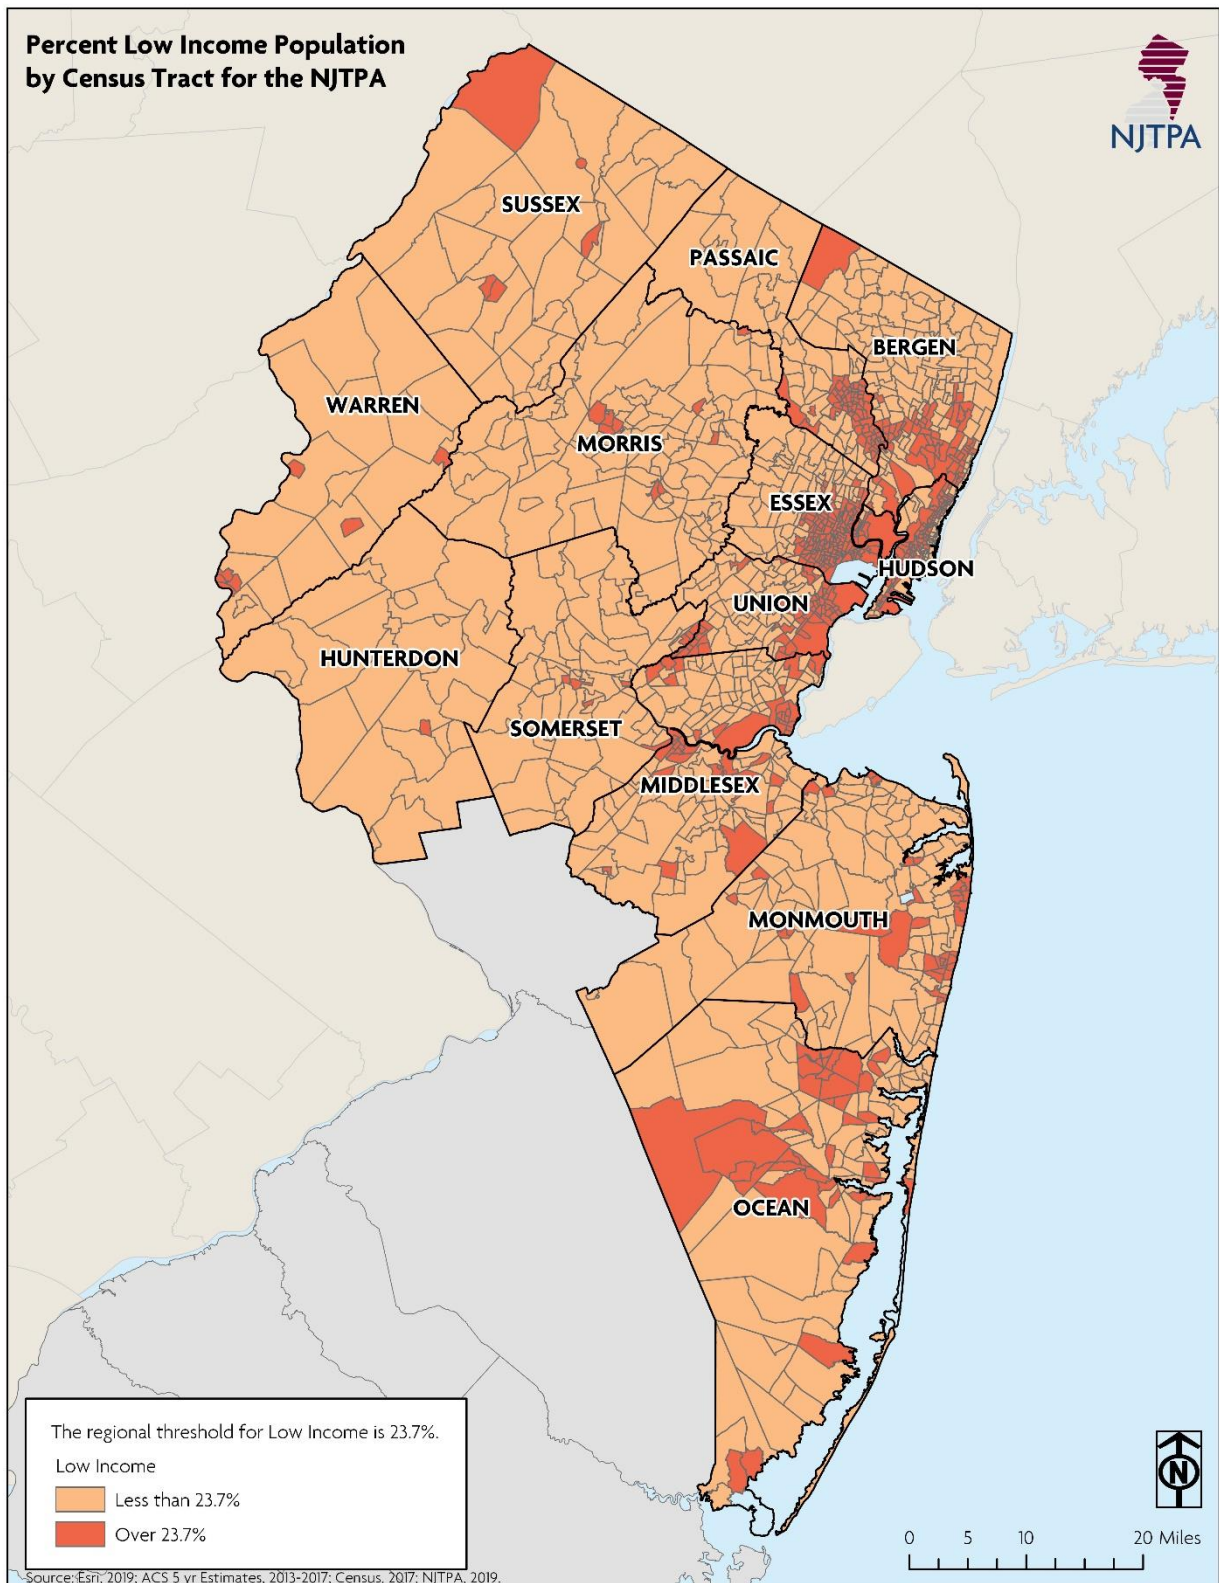 Percent Low Income Population
by Census Tract for the NJTPA
NJTPA
SUSSEX
PASSAIC
BERGEN
WARREN
MORRIS
ESSEX
HUDSON
UNION
HUNTERDON
SOMERSET
MIDDLESEX
MONMOUTH
OCEAN
The regional threshold for Low Income is 23.7%.
Low Income
Less than 23.7%
Over 23.7%
N
0 5 10 20 Miles
Source: Esri, 2019; ACS 5 yr Estimates, 2013-2017; Census, 2017; NJTPA, 2019.